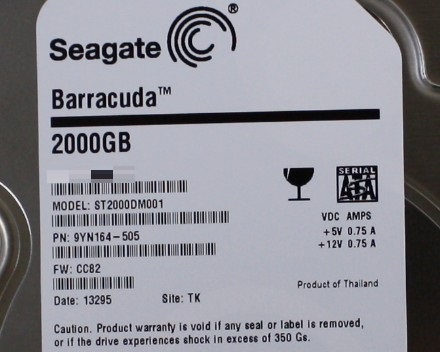 Seagate ®
Barracuda™
2000GB
SERIAL
ATA
MODEL: ST2000DM001
VDC AMPS
+5V 0.75 A
PN: 9YN164-505
+12V 0.75 A
FW: CC82
Product of Thailand
Date: 13295 Site: TK
Caution. Product warranty is void if any seal or label is removed,
or if the drive experiences shock in excess of 350 Gs.